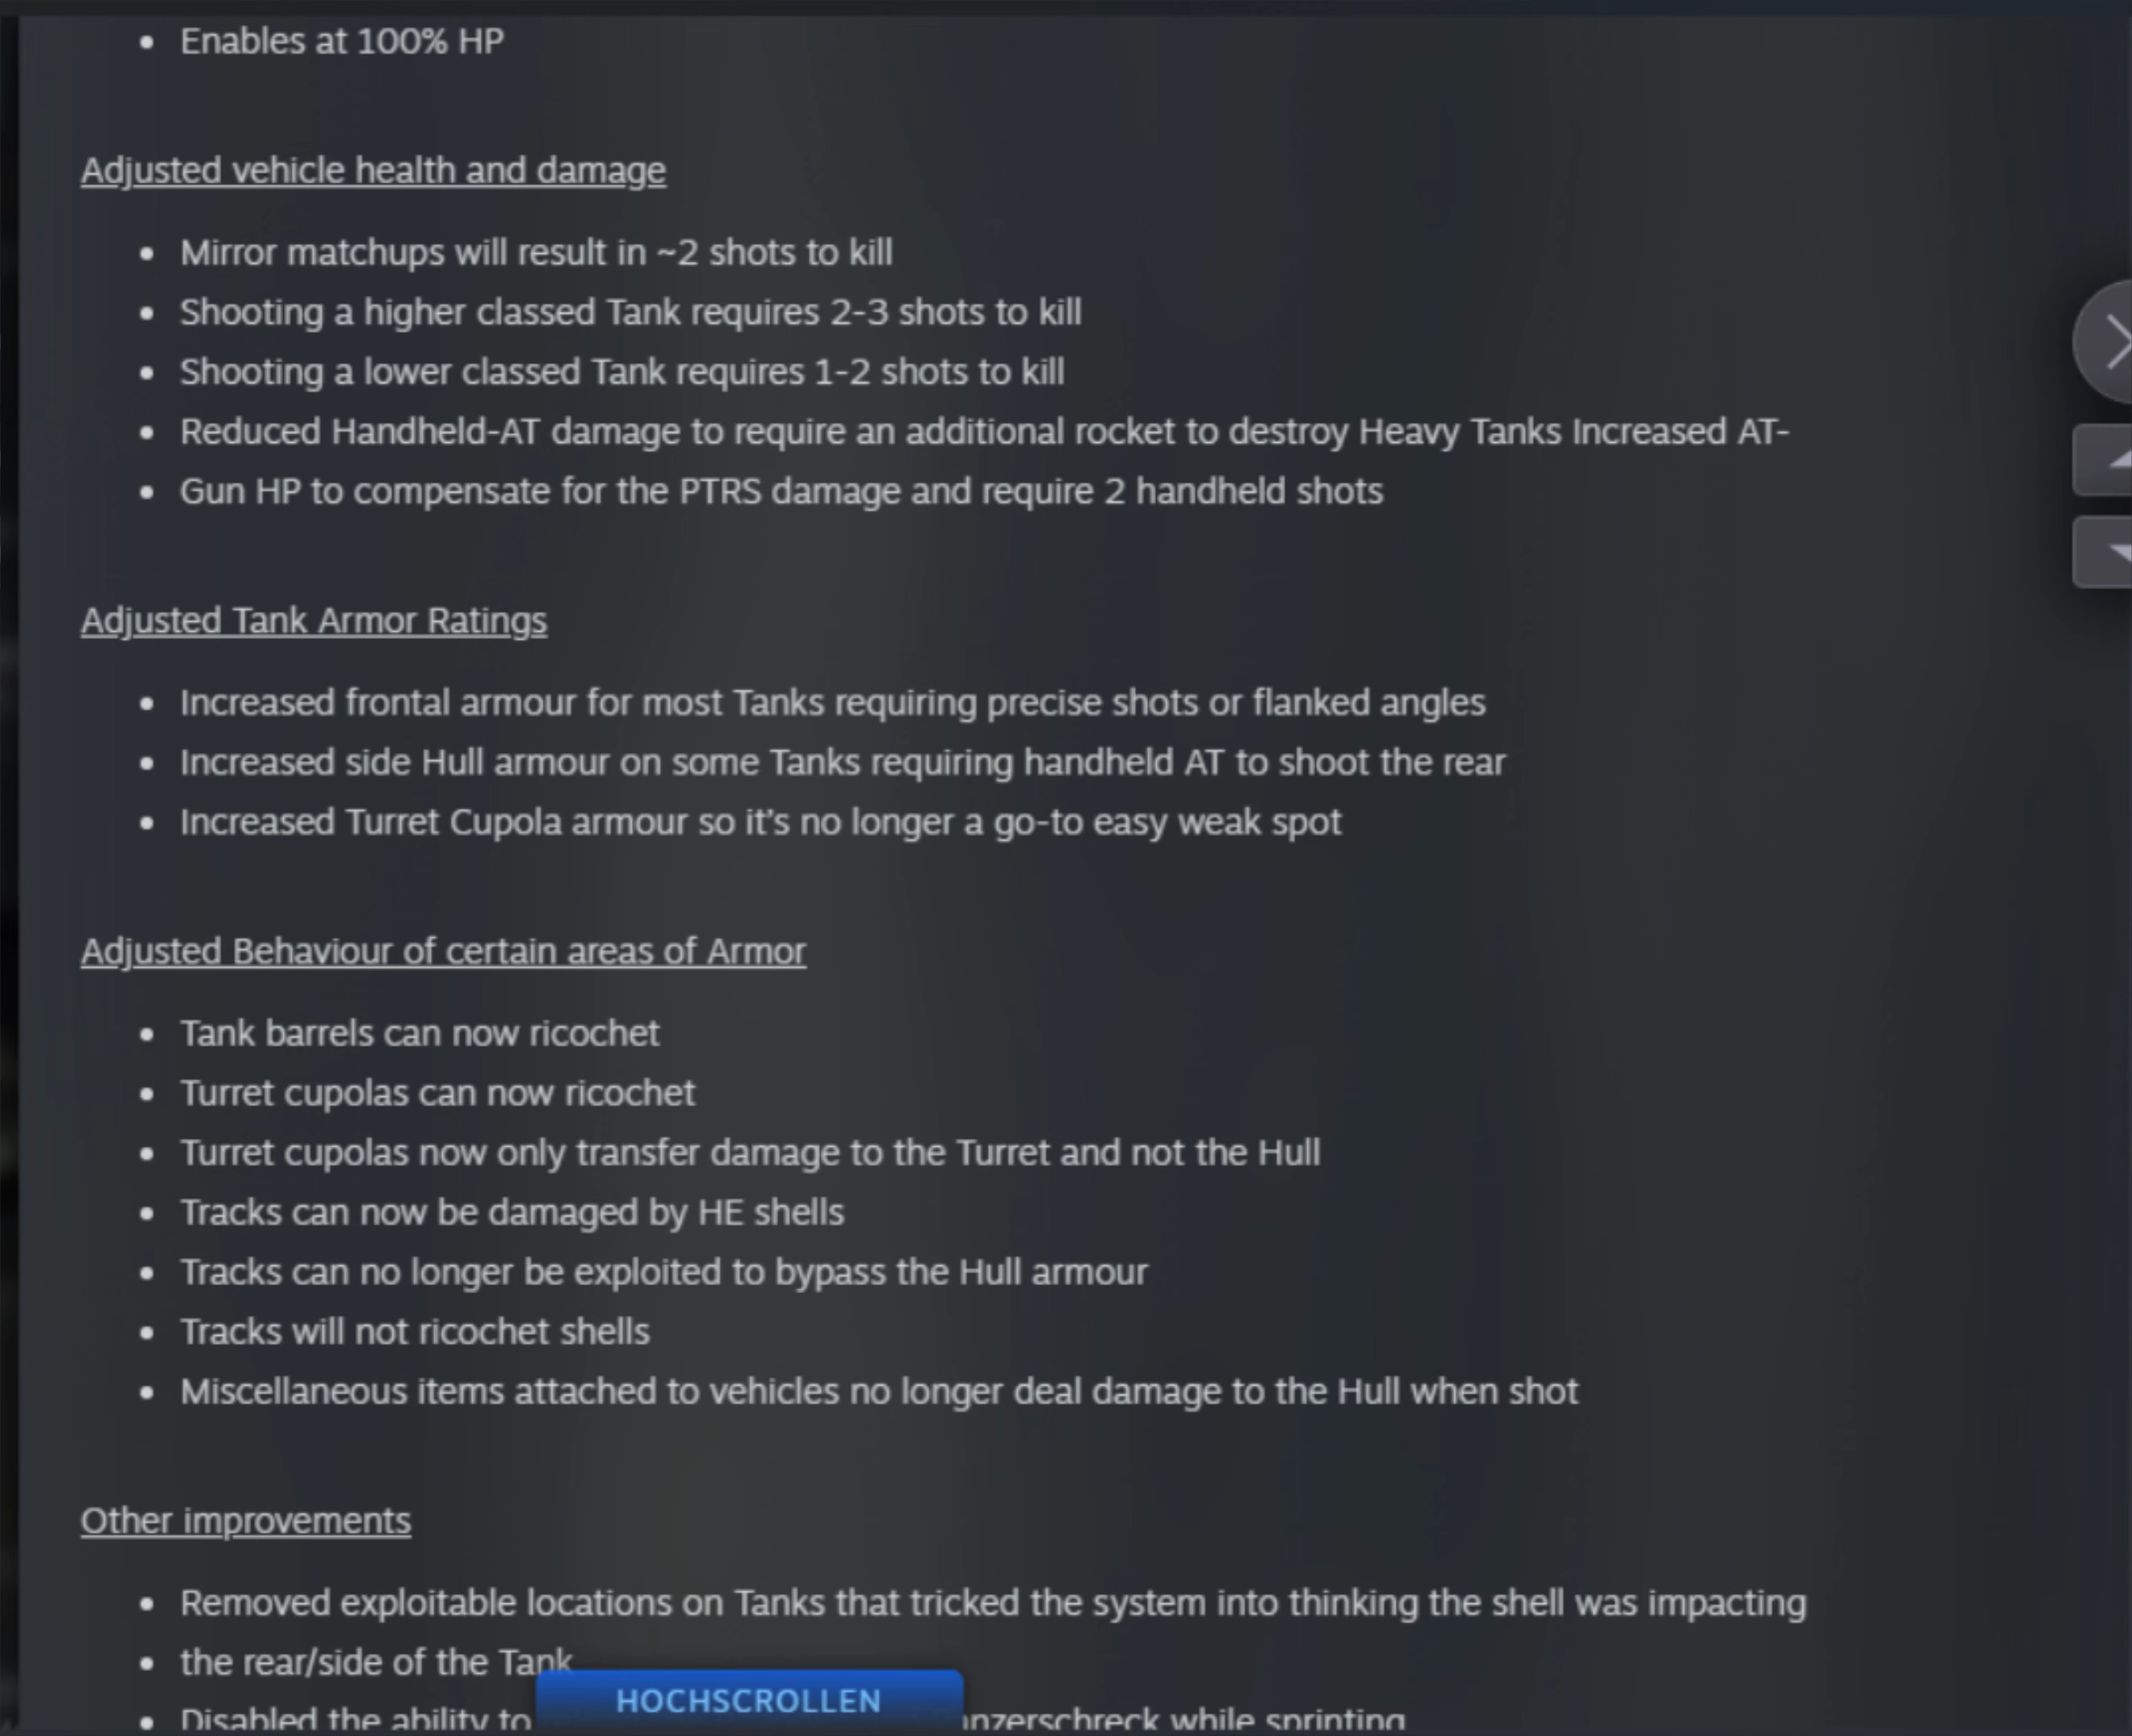 Enables at 100% HP
Adjusted vehicle health and damage
Mirror matchups will result in ~2 shots to kill
Shooting a higher classed Tank requires 2-3 shots to kill
Shooting a lower classed Tank requires 1-2 shots to kill
Reduced Handheld-AT damage to require an additional rocket to destroy Heavy Tanks Increased AT-
Gun HP to compensate for the PTRS damage and require 2 handheld shots
Adjusted Tank Armor Ratings
Increased frontal armour for most Tanks requiring precise shots or flanked angles
Increased side Hull armour on some Tanks requiring handheld AT to shoot the rear
Increased Turret Cupola armour so it's no longer a go-to easy weak spot
Adjusted Behaviour of certain areas of Armor
Tank barrels can now ricochet
Turret cupolas can now ricochet
Turret cupolas now only transfer damage to the Turret and not the Hull
Tracks can now be damaged by HE shells
Tracks can no longer be exploited to bypass the Hull armour
Tracks will not ricochet shells
Miscellaneous items attached to vehicles no longer deal damage to the Hull when shot
Other improvements
Removed exploitable locations on Tanks that tricked the system into thinking the shell was impacting
the rear/side of the Tank
HOCHSCROLLEN
Disabled the ability to nzerschreck while sprinting